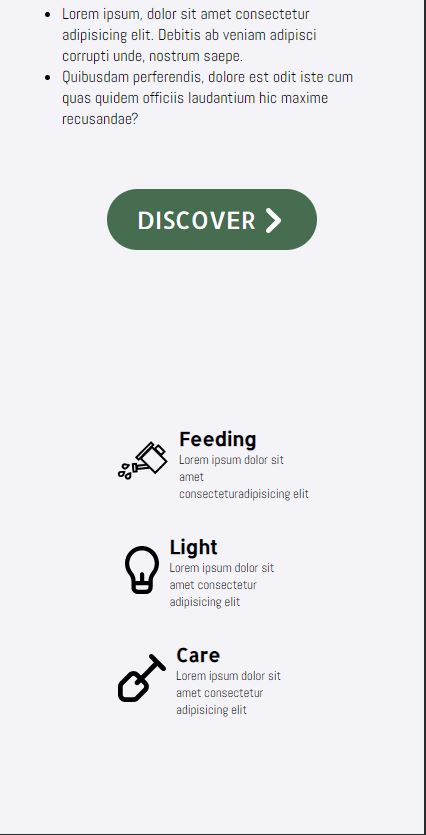 Lorem ipsum, dolor sit amet consectetur
adipisicing elit. Debitis ab veniam adipisci
corrupti unde, nostrum saepe.
Quibusdam perferendis, dolore est odit iste cum
quas quidem officiis laudantium hic maxime
recusandae?
DISCOVER
Feeding
Lorem ipsum dolor sit
amet
consecteturadipisicing elit
Light
Lorem ipsum dolor sit
amet consectetur
adipisicing elit
Care
Lorem ipsum dolor sit
amet consectetur
adipisicing elit